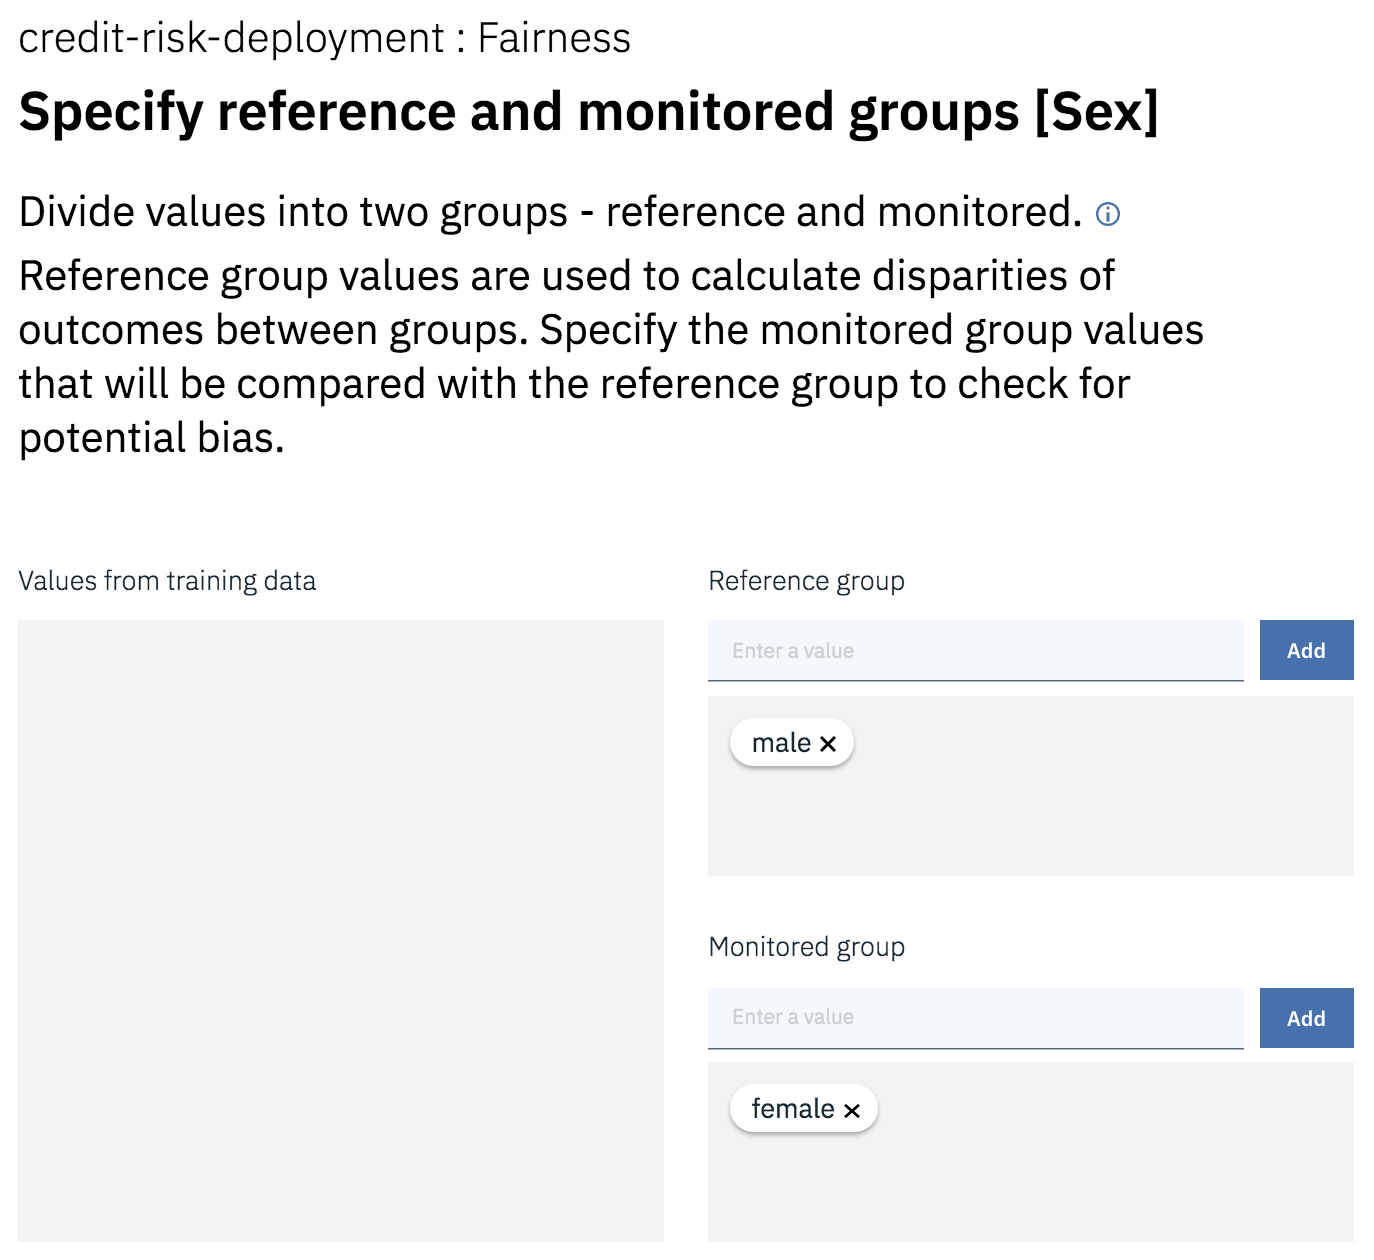 credit-risk-deployment : Fairness
Specify reference and monitored groups [Sex]
Divide values into two groups - reference and monitored.
Reference group values are used to calculate disparities of
outcomes between groups. Specify the monitored group values
that will be compared with the reference group to check for
potential bias.
Values from training data
Reference group
Enter a value
Add
male ×
Monitored group
Enter a value
Add
female ×